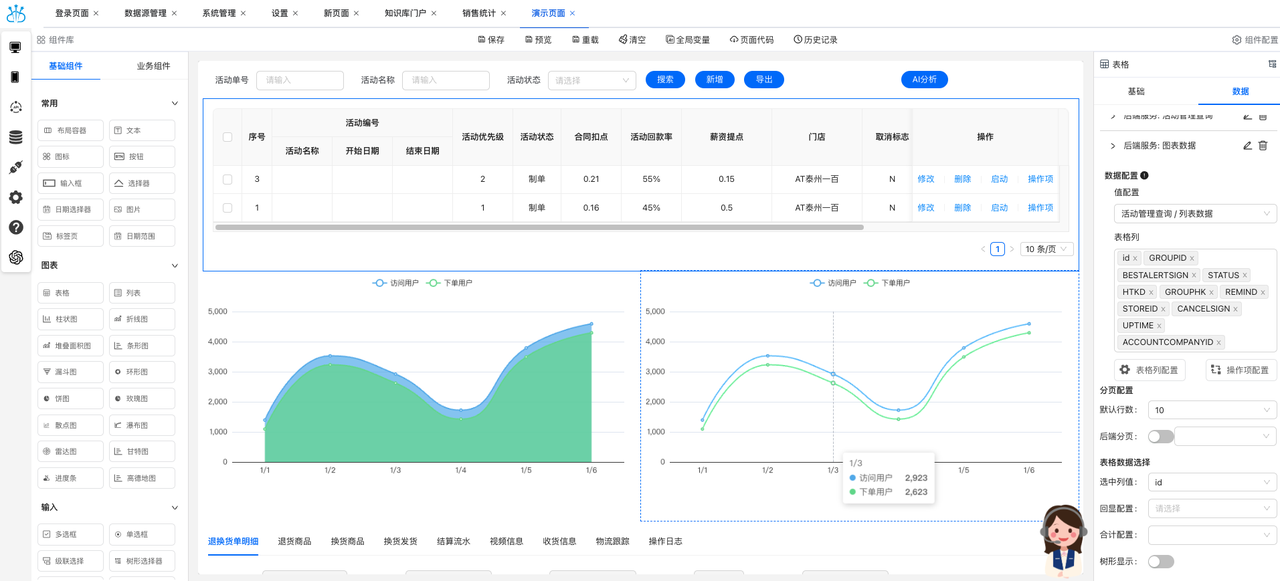 登录页面 数据源管理 系统管理 设置 新页面 知识库门户 销售统计 演示页面
组件库 保存 预览 重载 清空 全局变量 页面代码 历史记录 组件配置
基础组件 业务组件
常用
布局容器 文本
图标 按钮
输入框 选择器
日期选择器 图片
标签页 日期范围
图表
表格 列表
柱状图 折线图
堆叠面积图 条形图
漏斗图 环形图
饼图 玫瑰图
散点图 瀑布图
雷达图 甘特图
进度条 高德地图
输入
多选框 单选框
级联选择 树形选择器
活动单号 请输入 活动名称 请输入 活动状态 请选择 搜索 新增 导出 AI分析
序号 活动编号 活动优先级 活动状态 合同扣点 活动回款率 薪资提点 门店 取消标志 操作
活动名称 开始日期 结束日期
3 2 制单 0.21 55% 0.15 AT泰州一百 N 修改 删除 启动 操作项
1 1 制单 0.16 45% 0.5 AT泰州一百 N 修改 删除 启动 操作项
1 10 条/页
访问用户 下单用户
5,000
4,000
3,000
2,000
1,000
0
1/1 1/2 1/3 1/4 1/5 1/6
访问用户 下单用户
5,000
4,000
3,000
2,000
1,000
0
1/1 1/2 1/3 1/5 1/6
1/3
访问用户 2,923
下单用户 2,623
退换货单明细 退货商品 换货商品 换货发货 结算流水 视频信息 收货信息 物流跟踪 操作日志
表格
基础 数据
后端服务: 活动管理查询
后端服务: 图表数据
数据配置
值配置
活动管理查询 / 列表数据
表格列
id GROUPID
BESTALERTSIGN STATUS
HTKD GROUPHK REMIND
STOREID CANCELSIGN
UPTIME
ACCOUNTCOMPANYID
表格列配置 操作项配置
分页配置
默认行数: 10
后端分页:
表格数据选择
选中列值: id
回显配置: 请选择
合计配置:
树形显示: